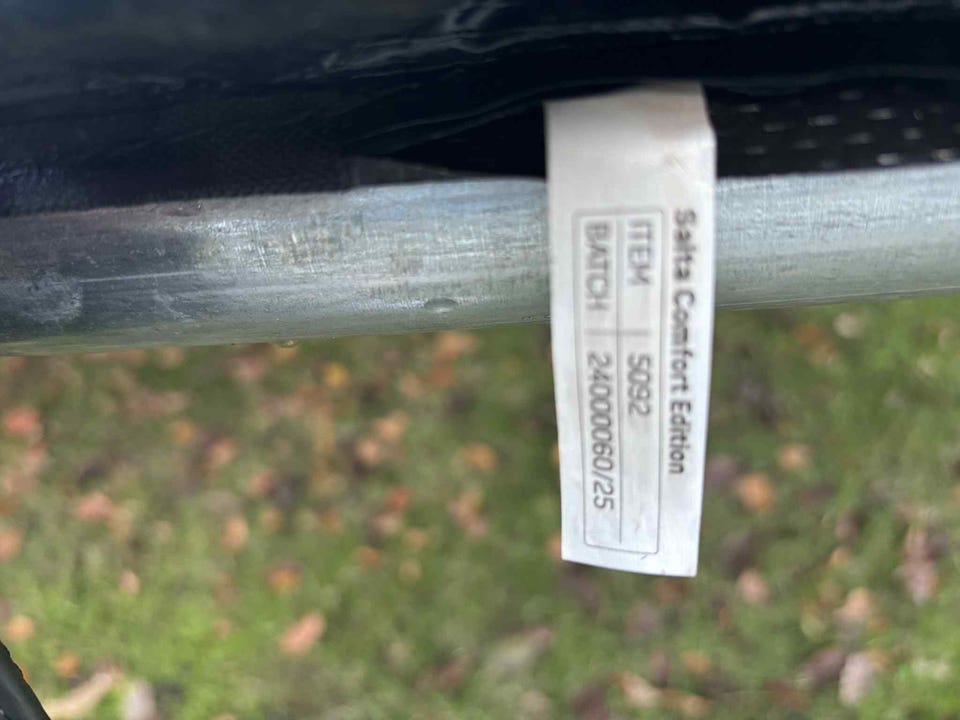 Salta Comfort Edition
ITEM 5092
BATCH 24000060/25